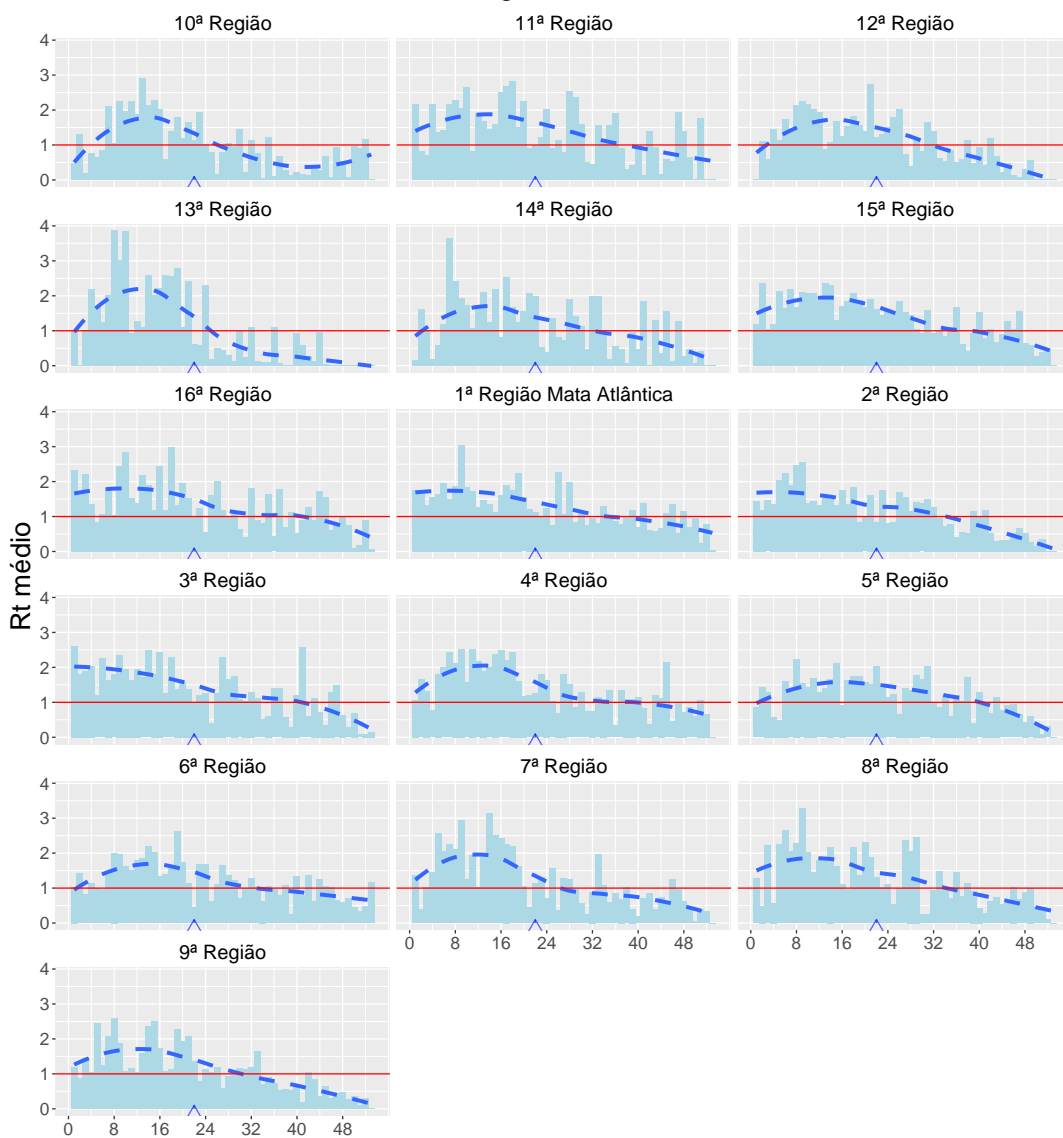 10ª Região
11ª Região
12ª Região
4
3
2
1
0
13ª Região
14ª Região
15ª Região
4
3
2
1
0
16ª Região
1ª Região Mata Atlântica
2ª Região
4
3
2
1
0
Rt médio
3ª Região
4ª Região
5ª Região
4
3
2
1
0
6ª Região
7ª Região
8ª Região
4
3
2
1
0
0 8 16 24 32 40 48
0 8 16 24 32 40 48
9ª Região
4
3
2
1
0
0 8 16 24 32 40 48